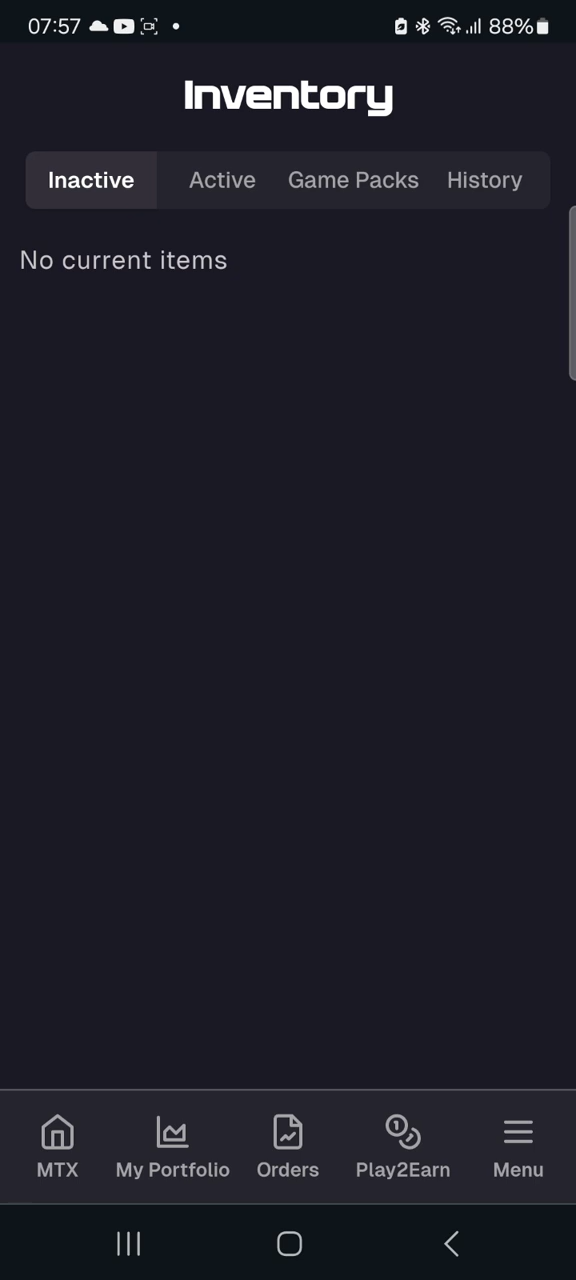 07:57 88%
Inventory
Inactive Active Game Packs History
No current items
MTX My Portfolio Orders Play2Earn Menu